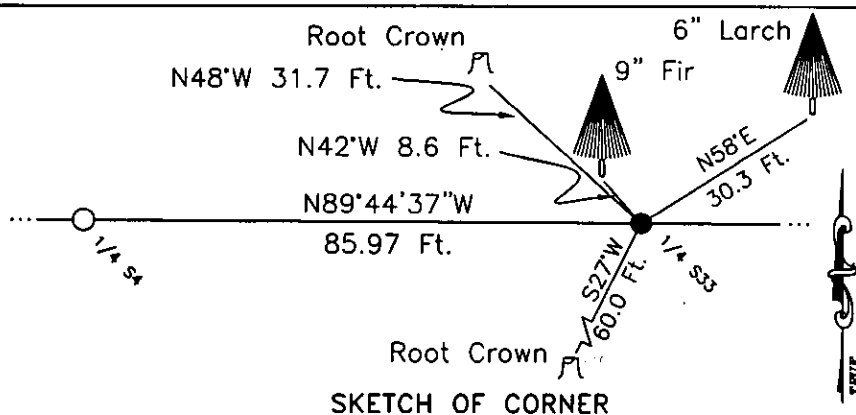 Root Crown
6" Larch
N48°W 31.7 Ft.
9" Fir
N42°W 8.6 Ft.
N58°E
30.3 Ft.
N89°44'37"W
85.97 Ft.
1/4 S4
1/4 S33
S27°W
60.0 Ft.
Root Crown
SKETCH OF CORNER